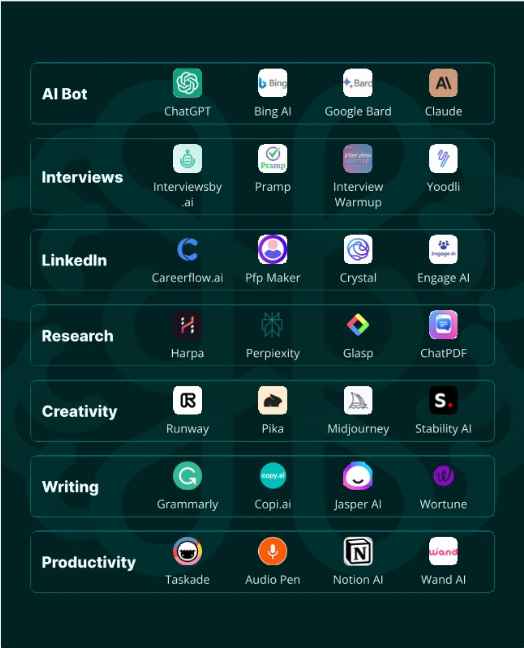 AI Bot
Bing
Bard
AI
ChatGPT
Bing AI
Google Bard
Claude
Interviews
Pramp
Interviewsby
.ai
Pramp
Interview
Warmup
Yoodli
LinkedIn
Engage AI
Careerflow.ai
Pfp Maker
Crystal
Engage AI
Research
Harpa
Perpiexity
Glasp
ChatPDF
Creativity
R
S.
Runway
Pika
Midjourney
Stability AI
Writing
G
copy.ai
W
Grammarly
Copi.ai
Jasper AI
Wortune
Productivity
N
wand
Taskade
Audio Pen
Notion AI
Wand AI